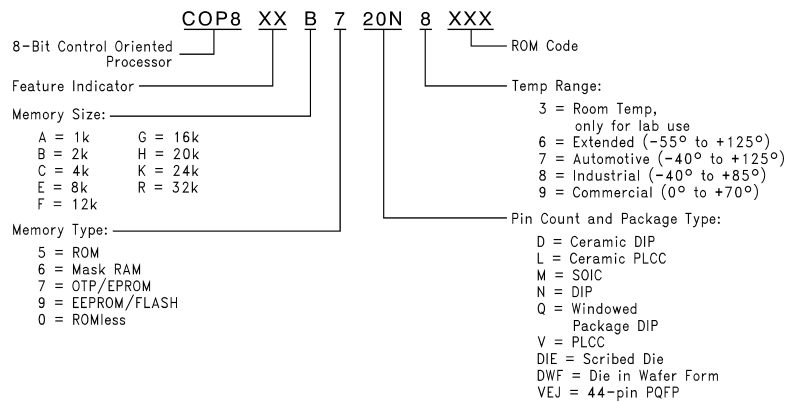 COP8 XX B 7 20N 8 XXX
8-Bit Control Oriented
Processor
Feature Indicator
Memory Size:
A = 1k G = 16k
B = 2k H = 20k
C = 4k K = 24k
E = 8k R = 32k
F = 12k
Memory Type:
5 = ROM
6 = Mask RAM
7 = OTP/EPROM
9 = EEPROM/FLASH
0 = ROMless
ROM Code
Temp Range:
3 = Room Temp,
only for lab use
6 = Extended (-55° to +125°)
7 = Automotive (-40° to +125°)
8 = Industrial (-40° to +85°)
9 = Commercial (0° to +70°)
Pin Count and Package Type:
D = Ceramic DIP
L = Ceramic PLCC
M = SOIC
N = DIP
Q = Windowed
Package DIP
V = PLCC
DIE = Scribed Die
DWF = Die in Wafer Form
VEJ = 44-pin PQFP